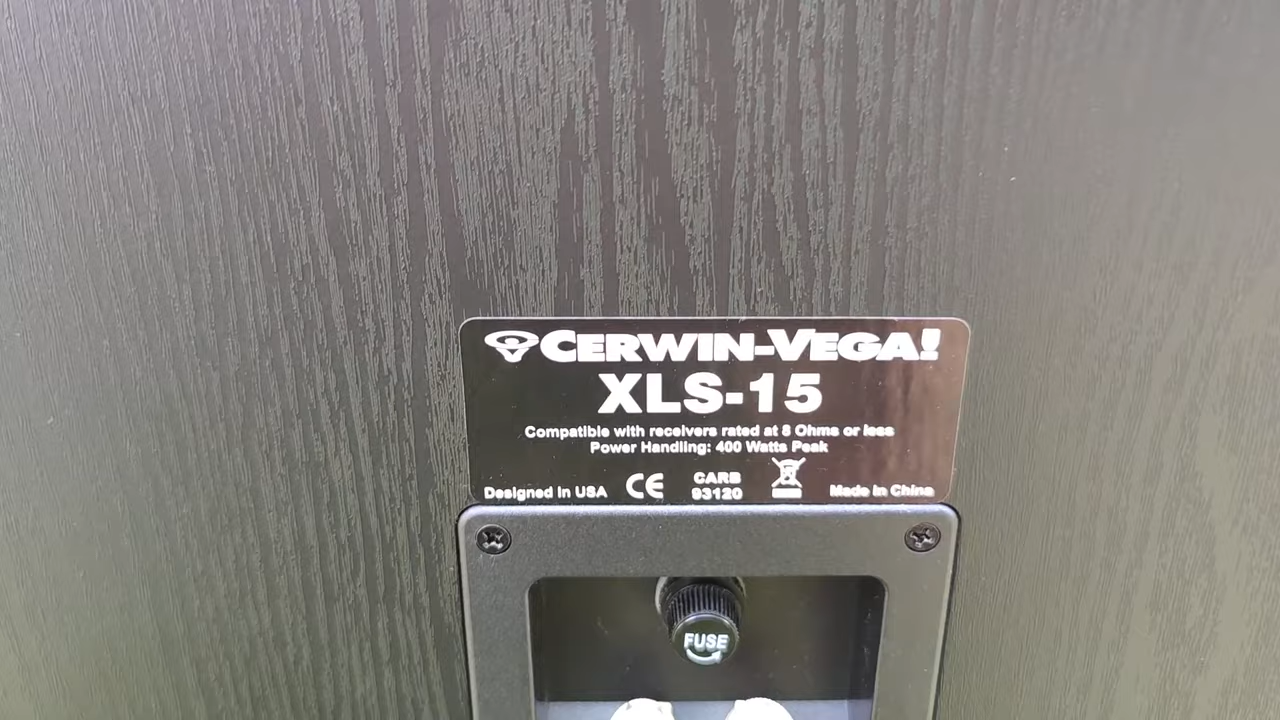 CERWIN-VEGA!
XLS-15
Compatible with receivers rated at 8 Ohms or less
Power Handling: 400 Watts Peak
Designed in USA CE CARB 93120 Made in China
FUSE